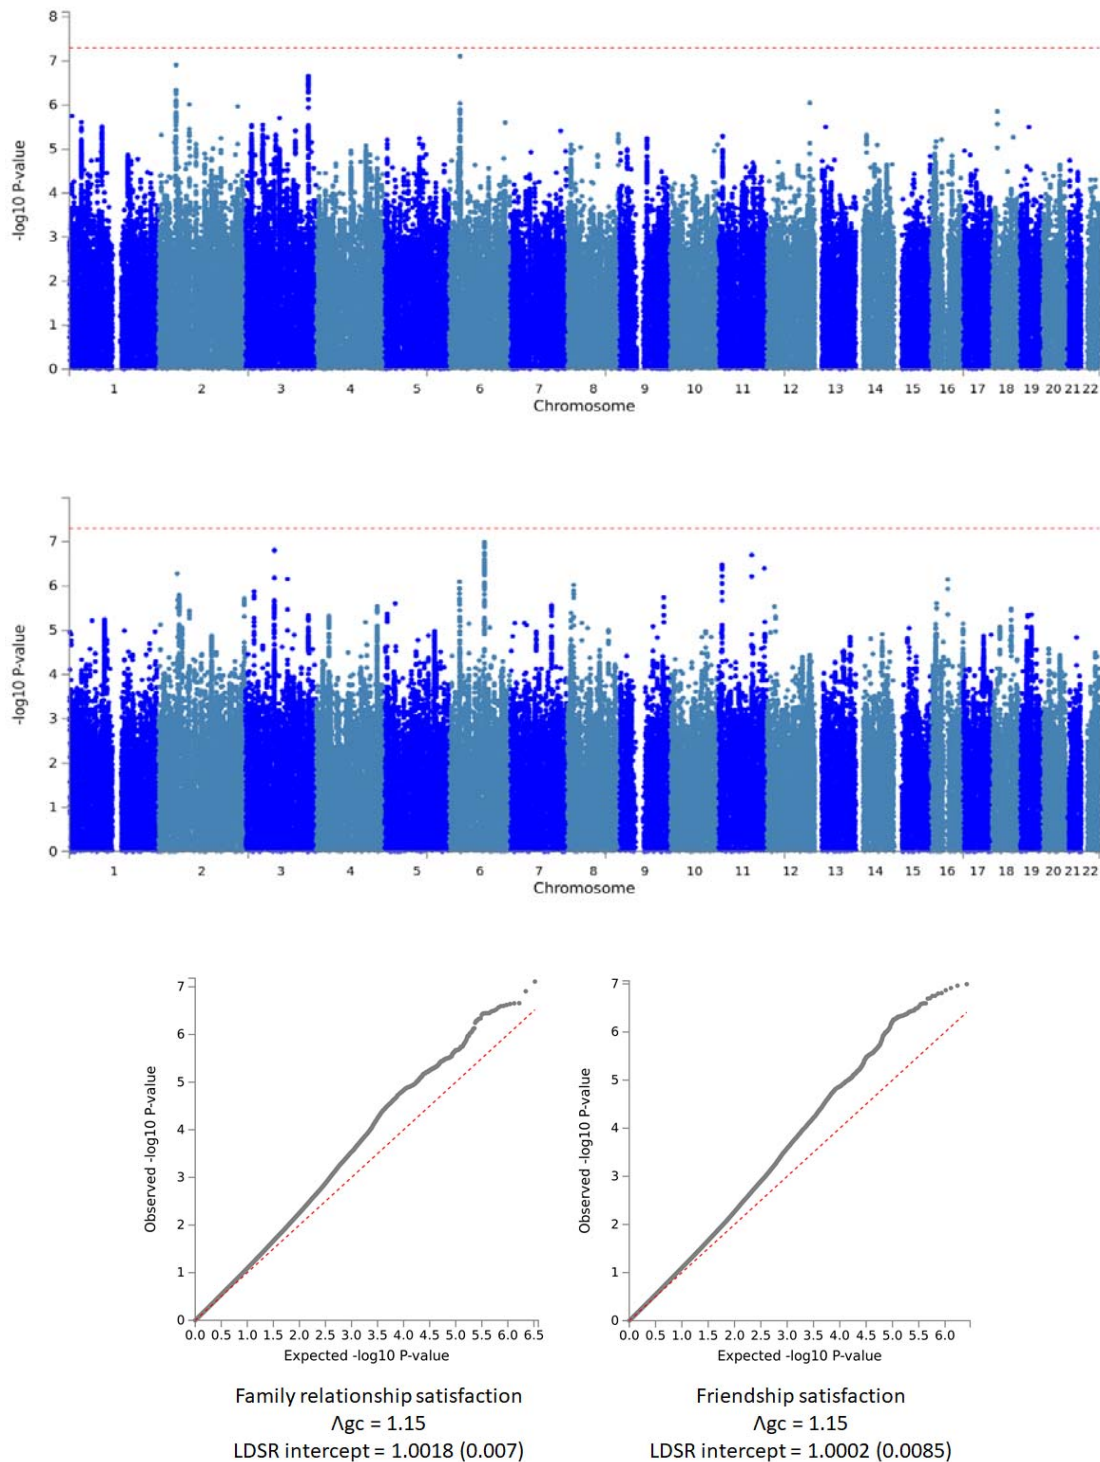 8
7
6
5
4
3
2
1
0
-log10 P-value
1 2 3 4 5 6 7 8 9 10 11 12 13 14 15 16 17 18 19 20 21 22
Chromosome
7
6
5
4
3
2
1
0
-log10 P-value
1 2 3 4 5 6 7 8 9 10 11 12 13 14 15 16 17 18 19 20 21 22
Chromosome
7
6
5
4
3
2
1
0
Observed -log10 P-value
0.0 0.5 1.0 1.5 2.0 2.5 3.0 3.5 4.0 4.5 5.0 5.5 6.0 6.5
Expected -log10 P-value
7
6
5
4
3
2
1
0
Observed -log10 P-value
0.0 0.5 1.0 1.5 2.0 2.5 3.0 3.5 4.0 4.5 5.0 5.5 6.0
Expected -log10 P-value
Family relationship satisfaction
Λgc = 1.15
LDSR intercept = 1.0018 (0.007)
Friendship satisfaction
Λgc = 1.15
LDSR intercept = 1.0002 (0.0085)